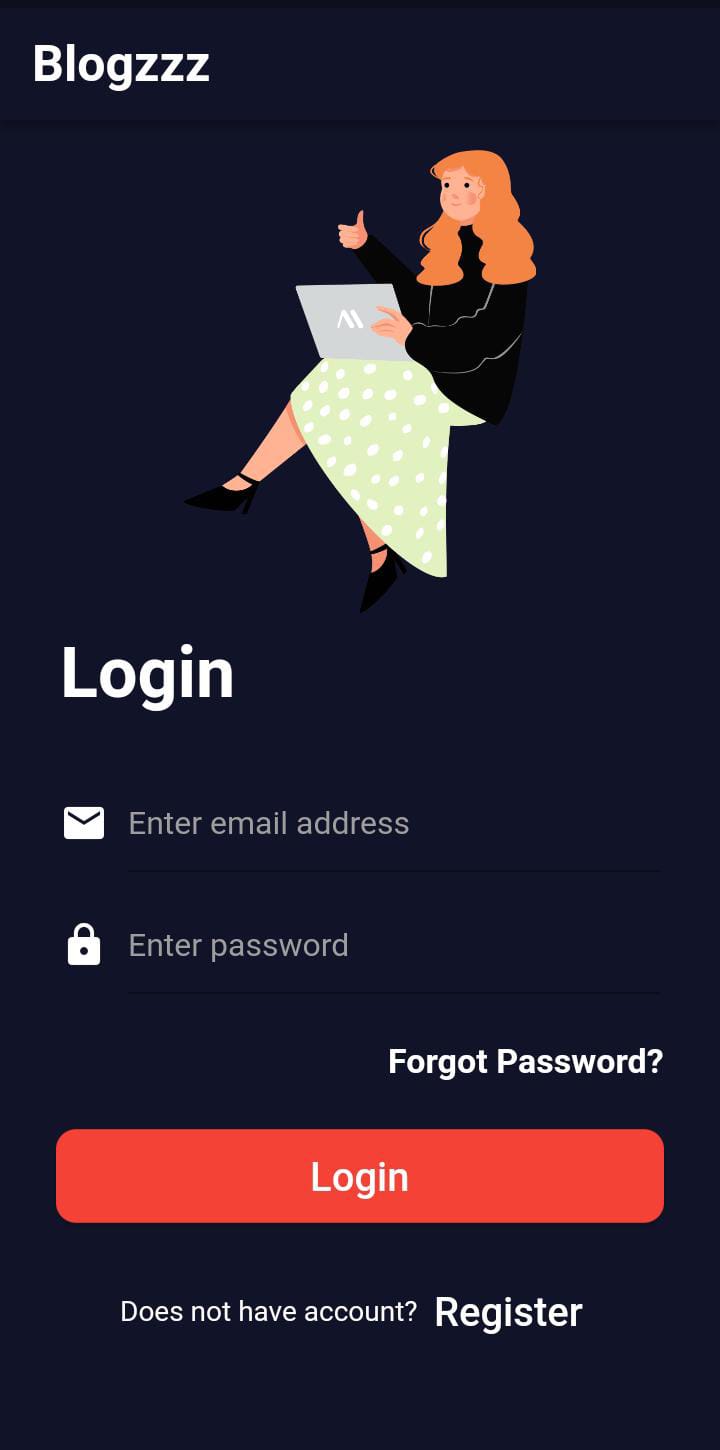 Blogzzz
Login
Enter email address
Enter password
Forgot Password?
Login
Does not have account? Register